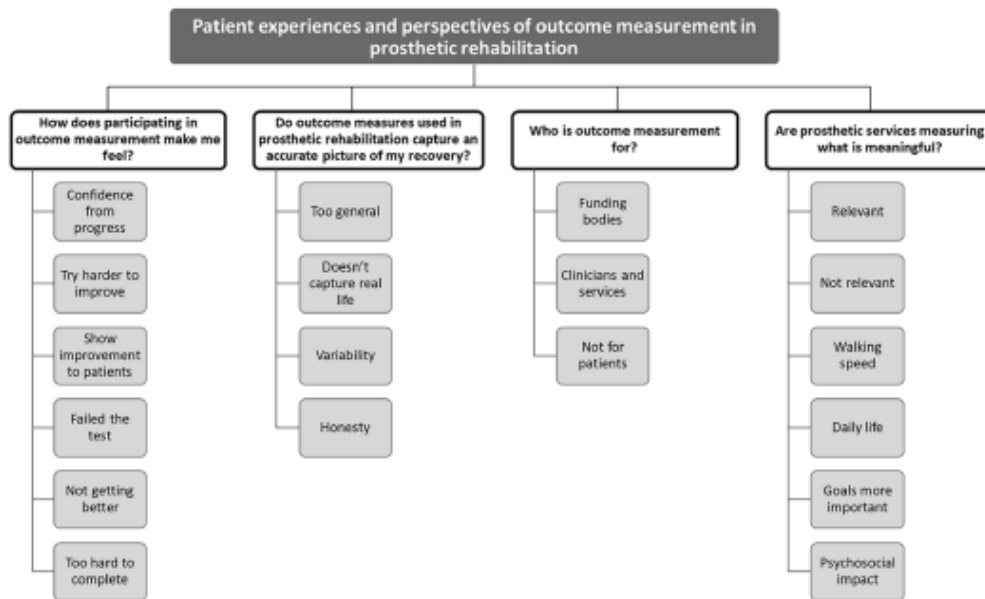 Patient experiences and perspectives of outcome measurement in
prosthetic rehabilitation
How does participating in
outcome measurement make me
feel?
Confidence
from
progress
Try harder to
improve
Show
improvement
to patients
Failed the
test
Not getting
better
Too hard to
complete
Do outcome measures used in
prosthetic rehabilitation capture an
accurate picture of my recovery?
Too general
Doesn't
capture real
life
Variability
Honesty
Who is outcome measurement
for?
Funding
bodies
Clinicians and
services
Not for
patients
Are prosthetic services measuring
what is meaningful?
Relevant
Not relevant
Walking
speed
Daily life
Goals more
important
Psychosocial
impact